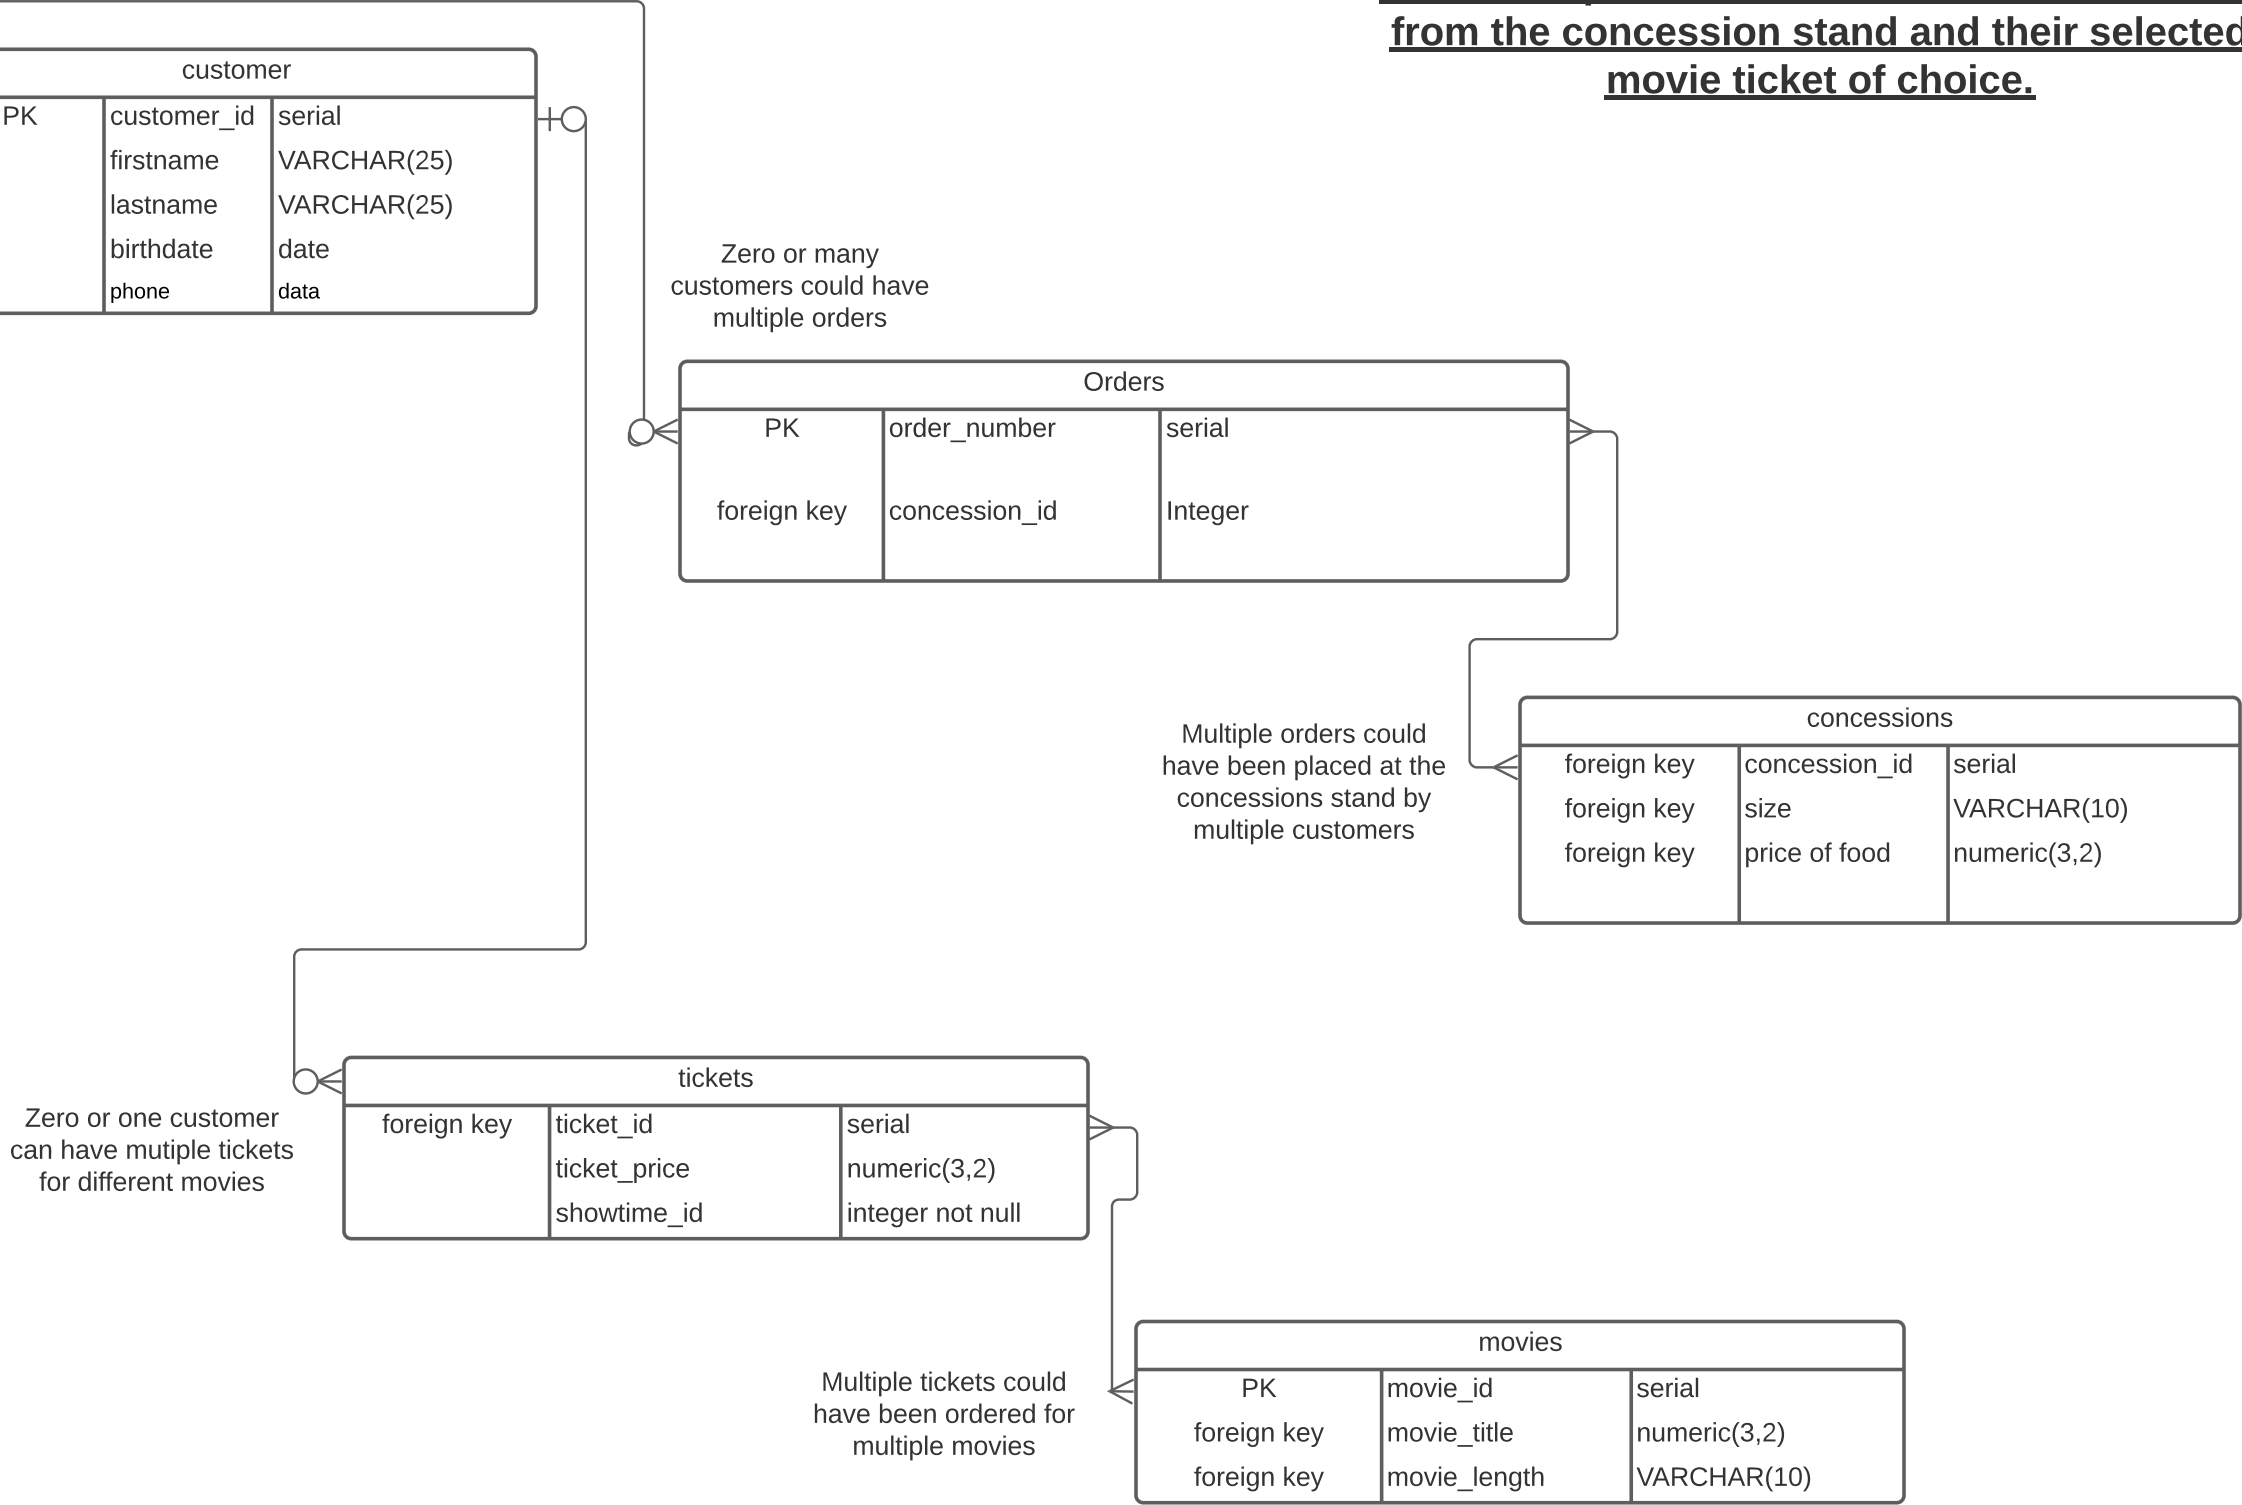 from the concession stand and their selected
movie ticket of choice.
customer
PK customer_id serial
firstname VARCHAR(25)
lastname VARCHAR(25)
birthdate date
phone data
Zero or many
customers could have
multiple orders
Orders
PK order_number serial
foreign key concession_id Integer
Multiple orders could
have been placed at the
concessions stand by
multiple customers
concessions
foreign key concession_id serial
foreign key size VARCHAR(10)
foreign key price of food numeric(3,2)
Zero or one customer
can have mutiple tickets
for different movies
tickets
foreign key ticket_id serial
ticket_price numeric(3,2)
showtime_id integer not null
Multiple tickets could
have been ordered for
multiple movies
movies
PK movie_id serial
foreign key movie_title numeric(3,2)
foreign key movie_length VARCHAR(10)